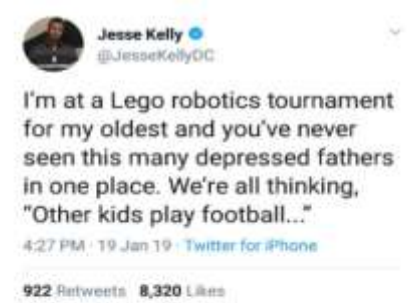 Jesse Kelly
@JesseKellyDC
I'm at a Lego robotics tournament
for my oldest and you've never
seen this many depressed fathers
in one place. We're all thinking,
"Other kids play football..."
4:27 PM · 19 Jan 19 · Twitter for iPhone
922 Retweets 8,320 Likes